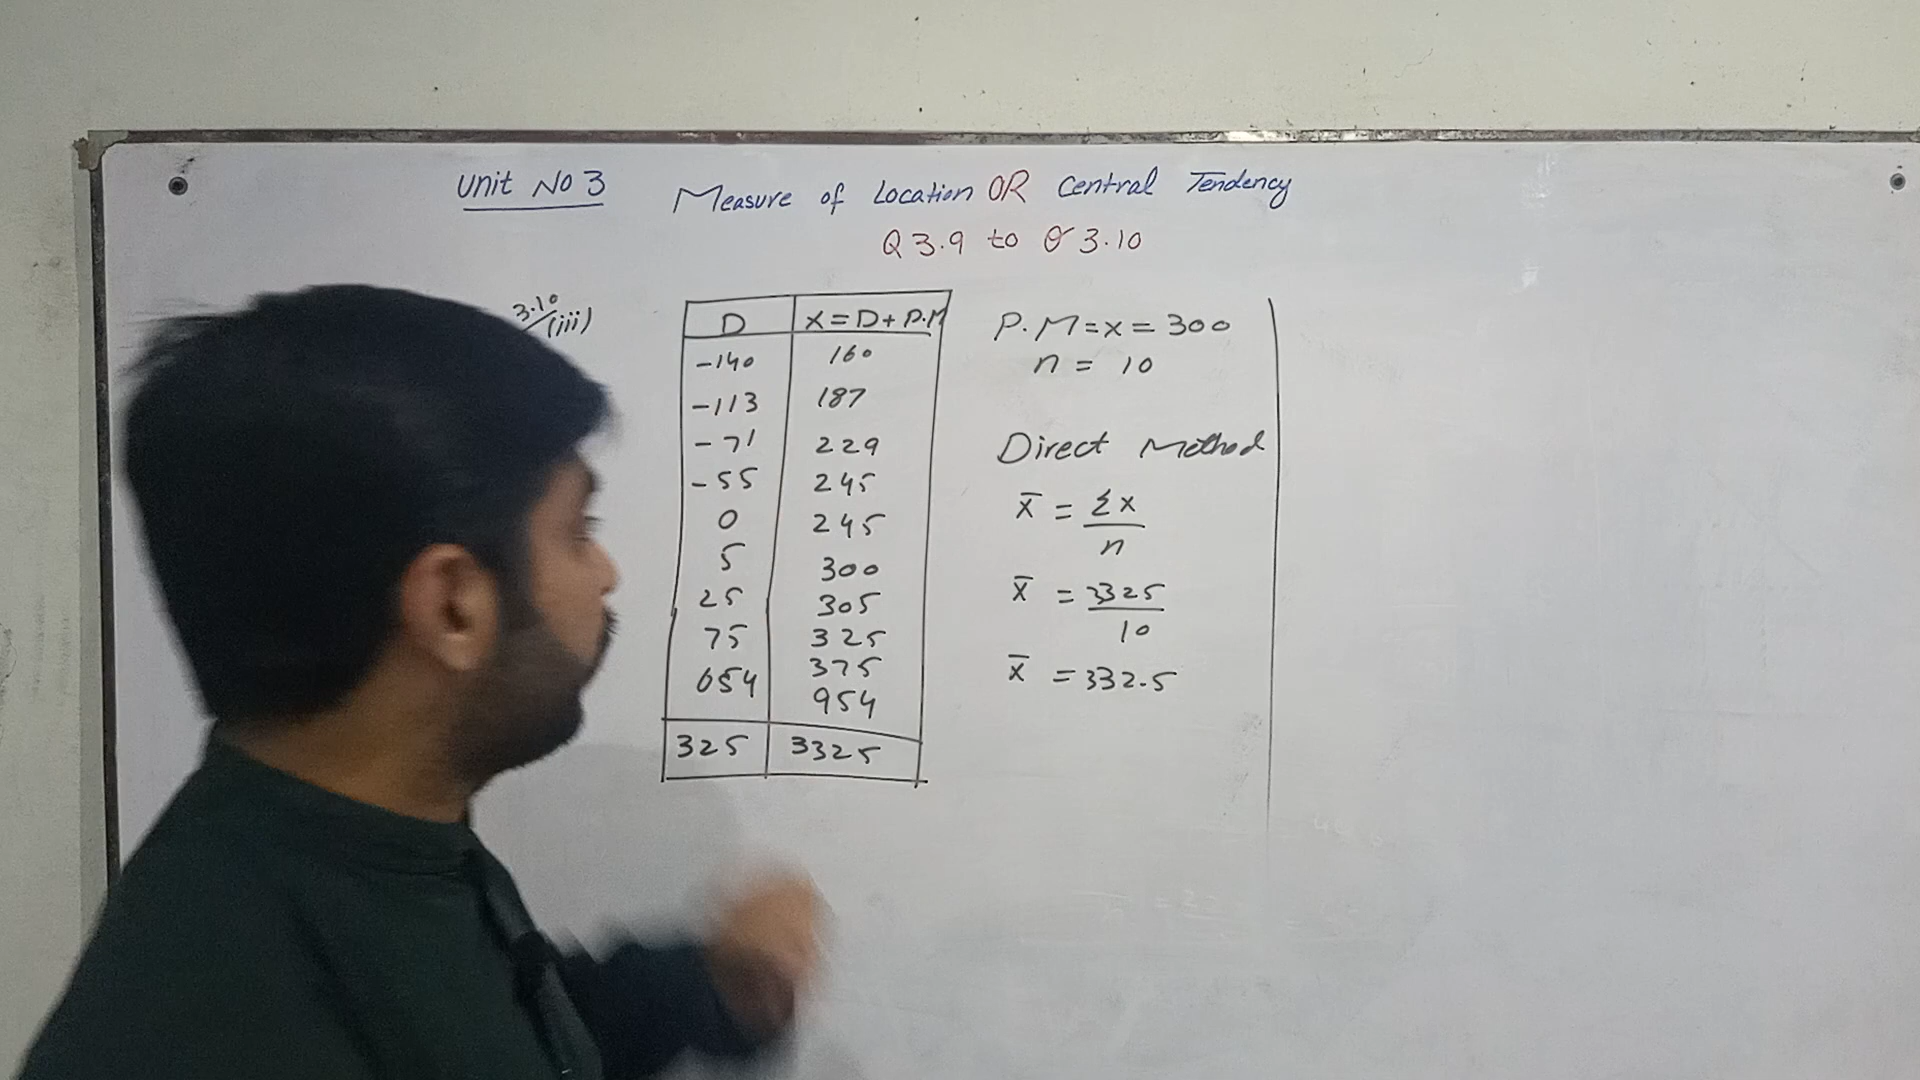 Unit No 3 Measure of Location OR Central Tendency
Q 3.9 to Q 3.10
3.10/(iii)
D X = D + P.M
-140 160
-113 187
-71 229
-55 245
0 245
5 300
25 305
75 325
654 375
954
325 3325
P.M = x = 300
n = 10
Direct Method
x̄ = Σx
n
x̄ = 3325
10
x̄ = 332.5